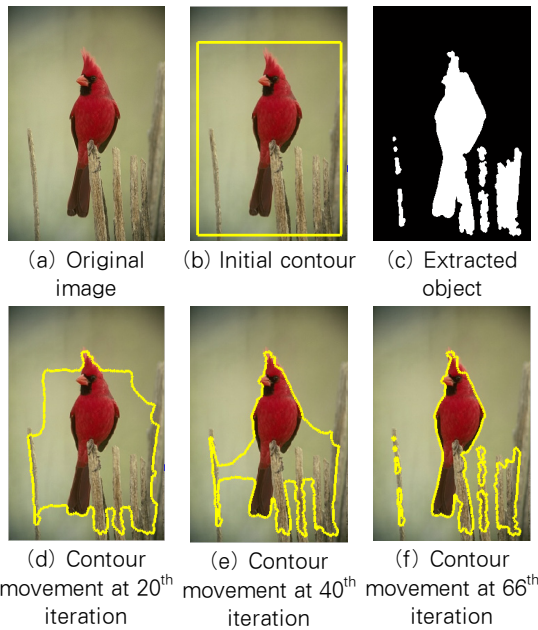 (a) Original
image
(b) Initial contour
(c) Extracted
object
(d) Contour
movement at 20th
iteration
(e) Contour
movement at 40th
iteration
(f) Contour
movement at 66th
iteration